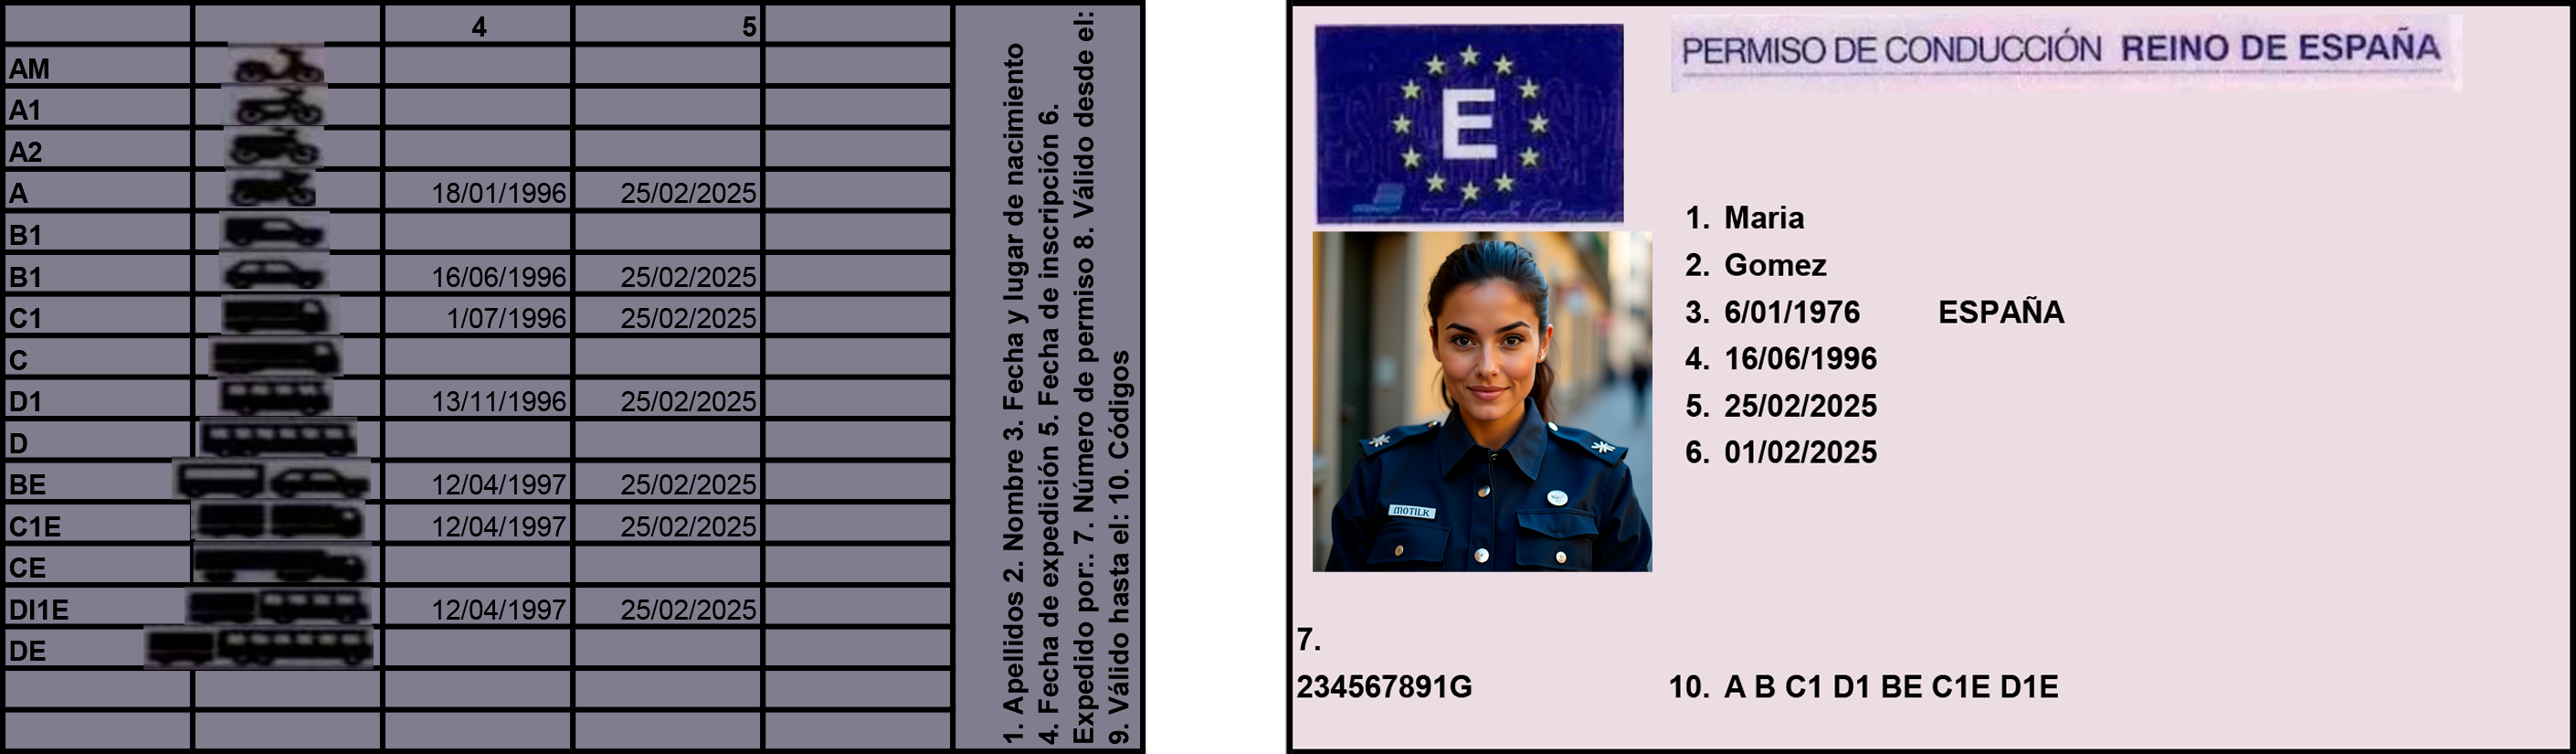 4 5
AM
A1
A2
A 18/01/1996 25/02/2025
B1
B1 16/06/1996 25/02/2025
C1 1/07/1996 25/02/2025
C
D1 13/11/1996 25/02/2025
D
BE 12/04/1997 25/02/2025
C1E 12/04/1997 25/02/2025
CE
DI1E 12/04/1997 25/02/2025
DE
1. Apellidos 2. Nombre 3. Fecha y lugar de nacimiento
4. Fecha de expedición 5. Fecha de inscripción 6.
Expedido por:. 7. Número de permiso 8. Válido desde el:
9. Válido hasta el: 10. Códigos
PERMISO DE CONDUCCIÓN REINO DE ESPAÑA
E
1. Maria
2. Gomez
3. 6/01/1976 ESPAÑA
4. 16/06/1996
5. 25/02/2025
6. 01/02/2025
MOTILK
7.
234567891G
10. A B C1 D1 BE C1E D1E